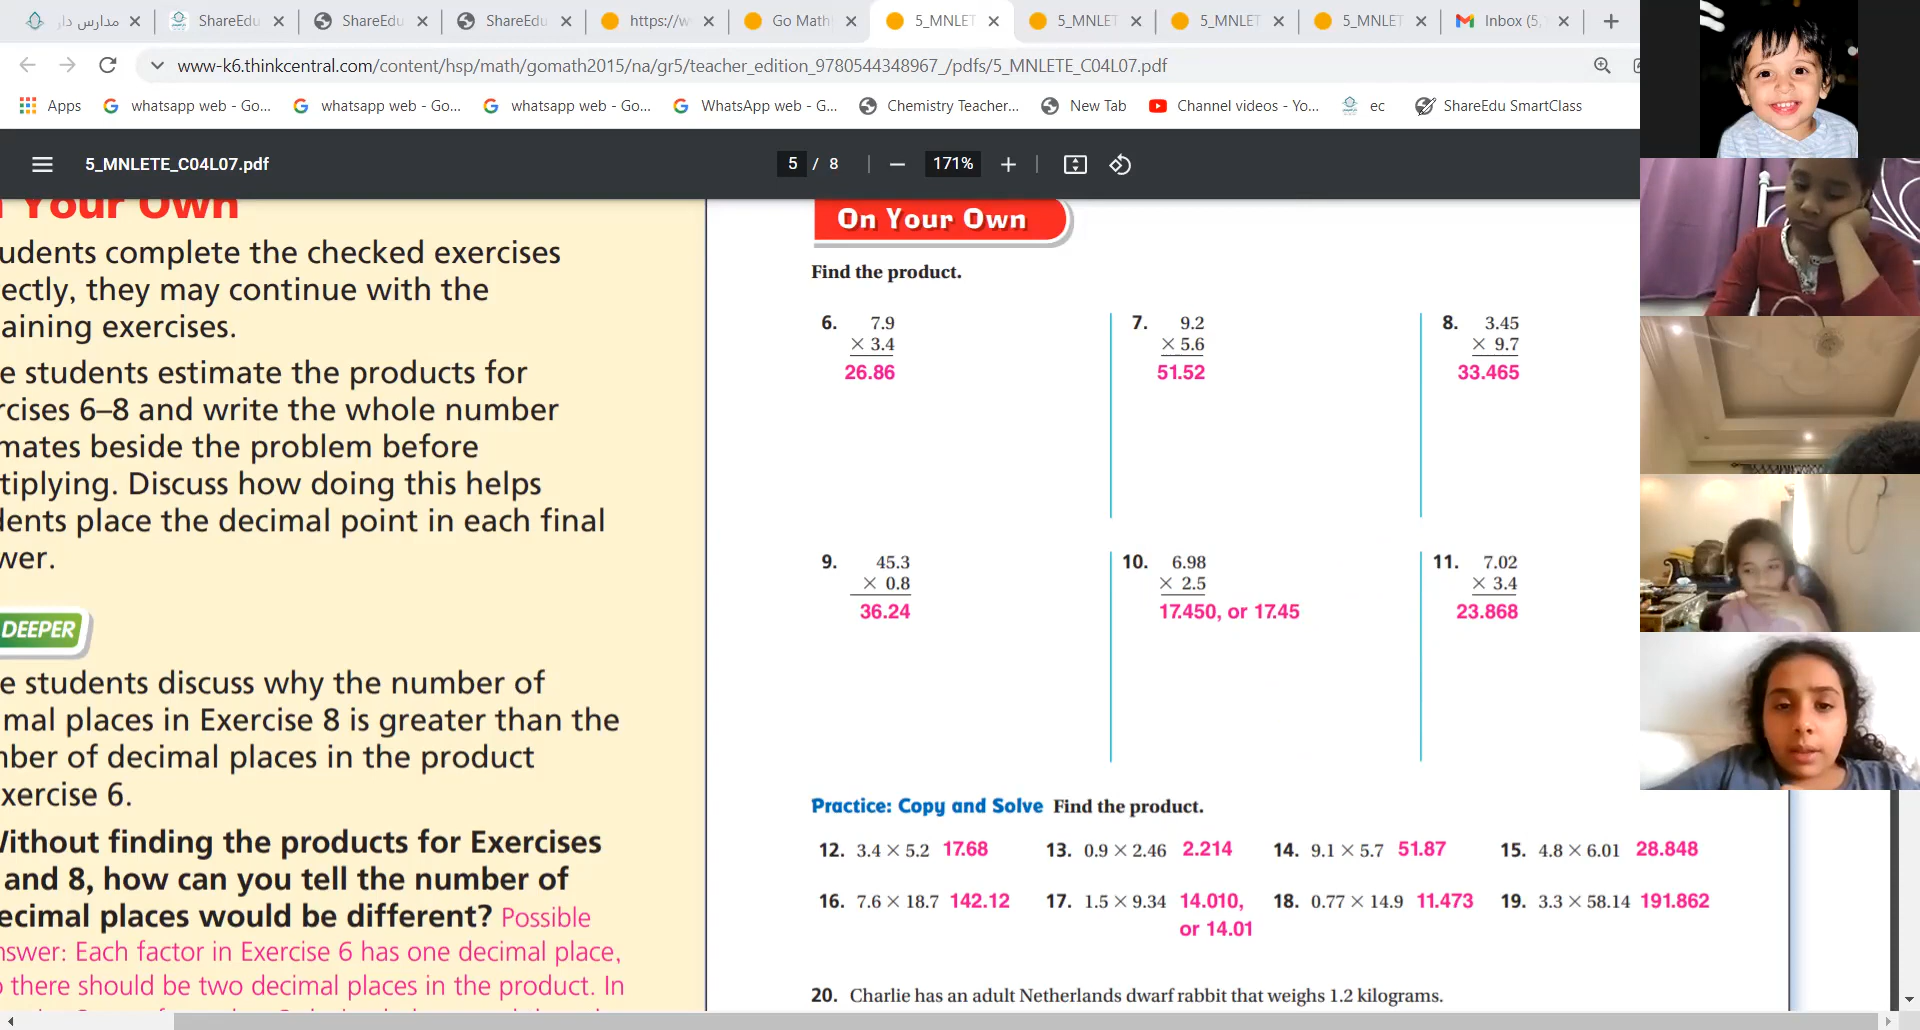 مدارس دار
ShareEdu
ShareEdu
ShareEdu
https://w
Go Math
5_MNLET
5_MNLET
5_MNLET
5_MNLET
Inbox (5,
www-k6.thinkcentral.com/content/hsp/math/gomath2015/na/gr5/teacher_edition_9780544348967_/pdfs/5_MNLETE_C04L07.pdf
Apps
whatsapp web - Go...
whatsapp web - Go...
whatsapp web - Go...
WhatsApp web - G...
Chemistry Teacher...
New Tab
Channel videos - Yo...
ec
ShareEdu SmartClass
5_MNLETE_C04L07.pdf
5 / 8
171%
Your Own
udents complete the checked exercises
ectly, they may continue with the
aining exercises.
e students estimate the products for
rcises 6–8 and write the whole number
mates beside the problem before
tiplying. Discuss how doing this helps
dents place the decimal point in each final
wer.
DEEPER
e students discuss why the number of
mal places in Exercise 8 is greater than the
nber of decimal places in the product
xercise 6.
Without finding the products for Exercises
and 8, how can you tell the number of
ecimal places would be different? Possible
nswer: Each factor in Exercise 6 has one decimal place,
o there should be two decimal places in the product. In
On Your Own
Find the product.
6. 7.9
× 3.4
26.86
7. 9.2
× 5.6
51.52
8. 3.45
× 9.7
33.465
9. 45.3
× 0.8
36.24
10. 6.98
× 2.5
17.450, or 17.45
11. 7.02
× 3.4
23.868
Practice: Copy and Solve Find the product.
12. 3.4 × 5.2 17.68
13. 0.9 × 2.46 2.214
14. 9.1 × 5.7 51.87
15. 4.8 × 6.01 28.848
16. 7.6 × 18.7 142.12
17. 1.5 × 9.34 14.010,
or 14.01
18. 0.77 × 14.9 11.473
19. 3.3 × 58.14 191.862
20. Charlie has an adult Netherlands dwarf rabbit that weighs 1.2 kilograms.